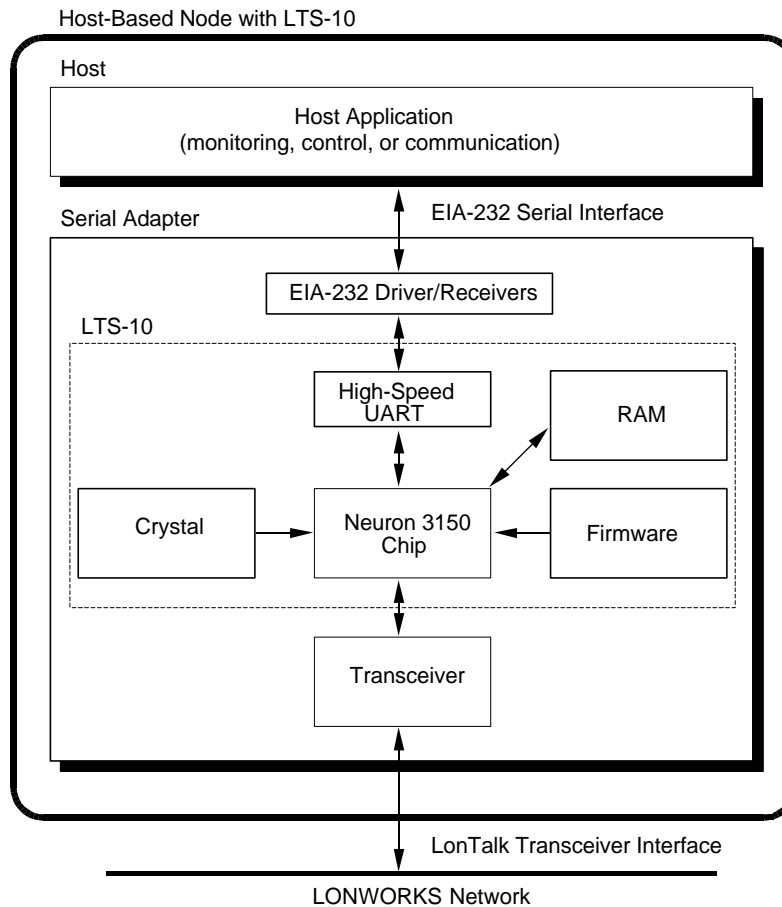 Host-Based Node with LTS-10
Host
Host Application
(monitoring, control, or communication)
EIA-232 Serial Interface
Serial Adapter
EIA-232 Driver/Receivers
LTS-10
High-Speed
UART
RAM
Crystal
Neuron 3150
Chip
Firmware
Transceiver
LonTalk Transceiver Interface
LONWORKS Network